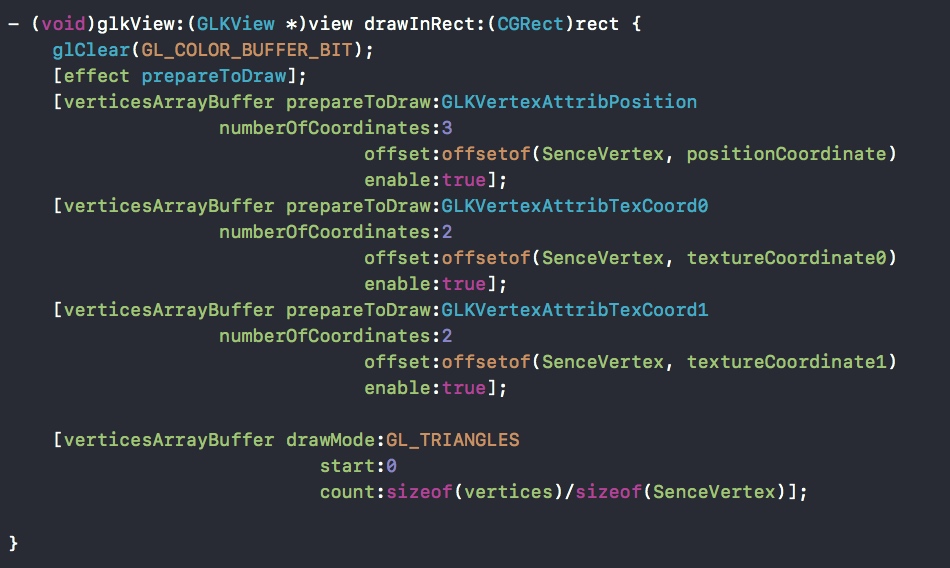 – (void)glkView:(GLKView *)view drawInRect:(CGRect)rect {
    glClear(GL_COLOR_BUFFER_BIT);
    [effect prepareToDraw];
    [verticesArrayBuffer prepareToDraw:GLKVertexAttribPosition
                   numberOfCoordinates:3
                                offset:offsetof(SenceVertex, positionCoordinate)
                                enable:true];
    [verticesArrayBuffer prepareToDraw:GLKVertexAttribTexCoord0
                   numberOfCoordinates:2
                                offset:offsetof(SenceVertex, textureCoordinate0)
                                enable:true];
    [verticesArrayBuffer prepareToDraw:GLKVertexAttribTexCoord1
                   numberOfCoordinates:2
                                offset:offsetof(SenceVertex, textureCoordinate1)
                                enable:true];
    [verticesArrayBuffer drawMode:GL_TRIANGLES
                            start:0
                            count:sizeof(vertices)/sizeof(SenceVertex)];
}